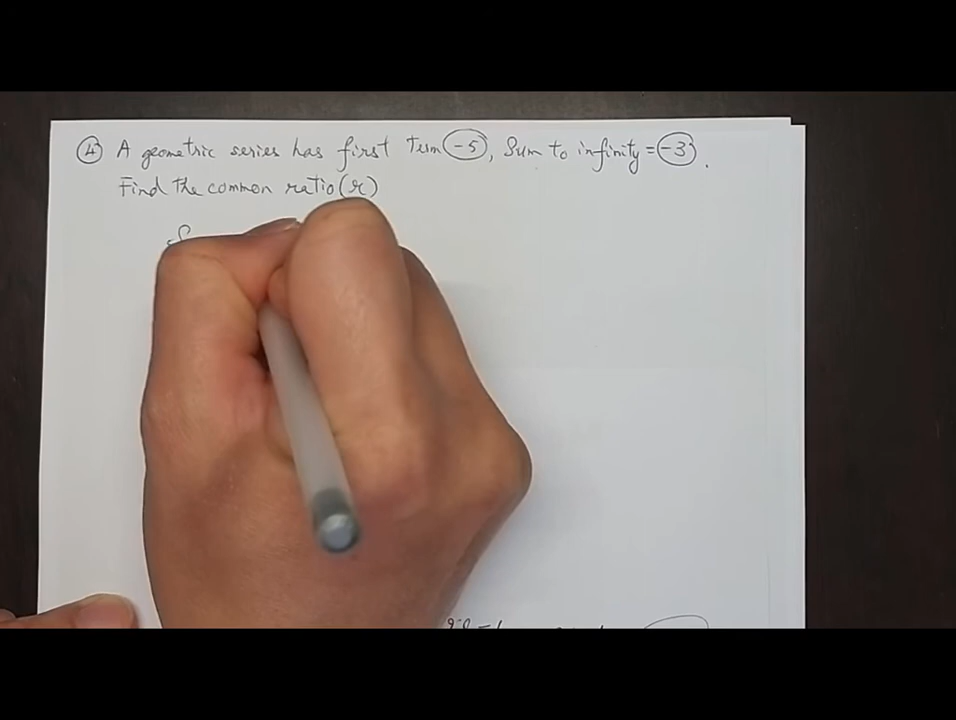 ④ A geometric series has first term -5, Sum to infinity = -3.
Find the common ratio (r)
S